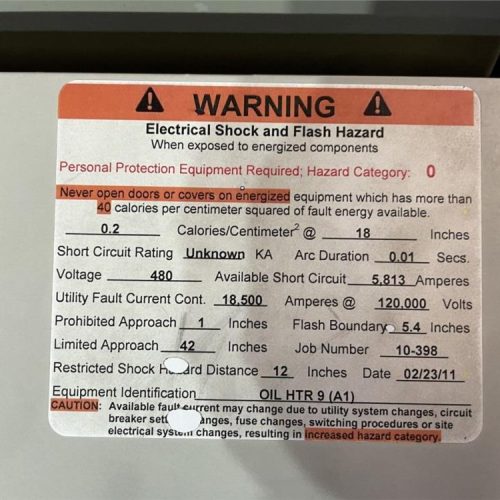 WARNING
Electrical Shock and Flash Hazard
When exposed to energized components
Personal Protection Equipment Required; Hazard Category: 0
Never open doors or covers on energized equipment which has more than
40 calories per centimeter squared of fault energy available.
0.2 Calories/Centimeter² @ 18 Inches
Short Circuit Rating Unknown KA Arc Duration 0.01 Secs.
Voltage 480 Available Short Circuit 5,813 Amperes
Utility Fault Current Cont. 18,500 Amperes @ 120,000 Volts
Prohibited Approach 1 Inches Flash Boundary 5.4 Inches
Limited Approach 42 Inches Job Number 10-398
Restricted Shock H rd Distance 12 Inches Date 02/23/11
Equipment Identification OIL HTR 9 (A1)
CAUTION: Available fault current may change due to utility system changes, circuit
breaker set anges, fuse changes, switching procedures or site
electrical system changes, resulting in increased hazard category.